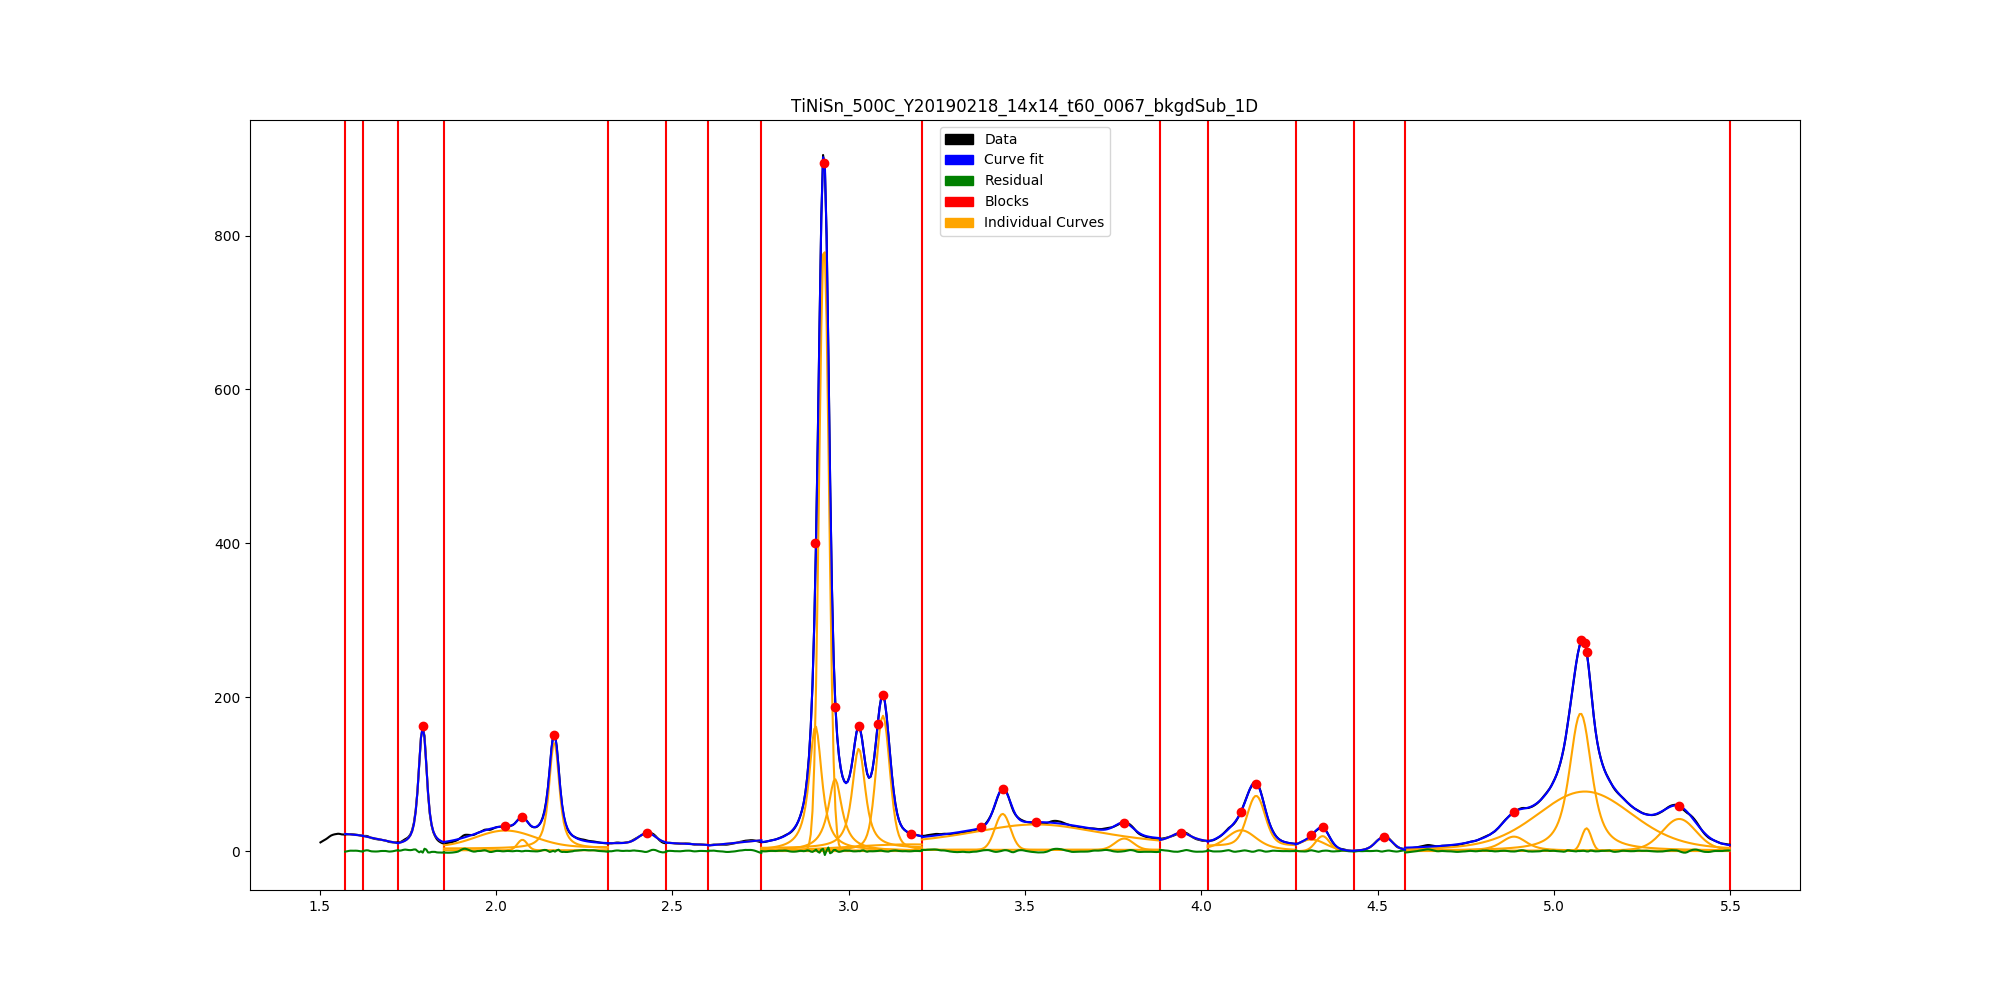 TiNiSn_500C_Y20190218_14x14_t60_0067_bkgdSub_1D
Data
Curve fit
Residual
Blocks
Individual Curves
800
600
400
200
0
1.5 2.0 2.5 3.0 3.5 4.0 4.5 5.0 5.5